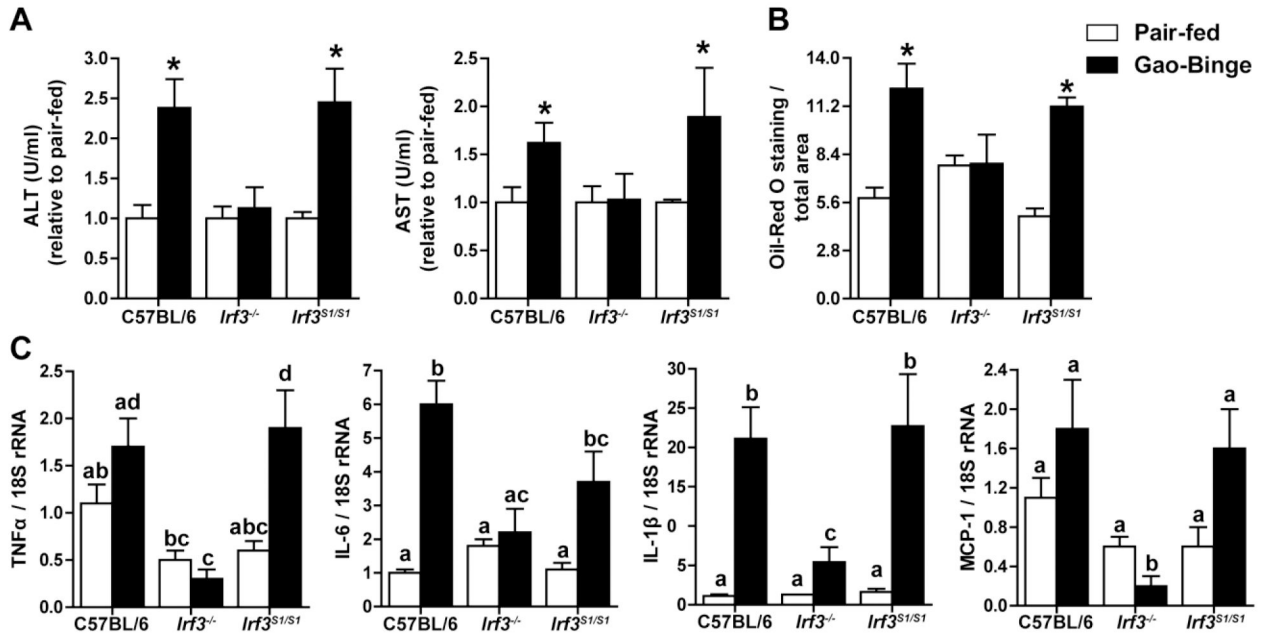 A
B
Pair-fed
Gao-Binge
ALT (U/ml)
(relative to pair-fed)
3.0
2.5
2.0
1.5
1.0
0.5
0.0
*
*
C57BL/6
Irf3-/-
Irf3S1/S1
AST (U/ml)
(relative to pair-fed)
2.5
2.0
1.5
1.0
0.5
0.0
*
*
C57BL/6
Irf3-/-
Irf3S1/S1
Oil-Red O staining /
total area
14.0
11.2
8.4
5.6
2.8
0.0
*
*
C57BL/6
Irf3-/-
Irf3S1/S1
C
TNFα / 18S rRNA
2.5
2.0
1.5
1.0
0.5
0.0
ab
ad
bc
c
abc
d
C57BL/6
Irf3-/-
Irf3S1/S1
IL-6 / 18S rRNA
7
6
5
4
3
2
1
0
a
b
a
ac
a
bc
C57BL/6
Irf3-/-
Irf3S1/S1
IL-1β / 18S rRNA
30
25
20
15
0
5
0
a
b
a
c
a
b
C57BL/6
Irf3-/-
Irf3S1/S1
MCP-1 / 18S rRNA
2.4
2.0
1.6
1.2
0.8
0.4
0.0
a
a
a
b
a
a
C57BL/6
Irf3-/-
Irf3S1/S1